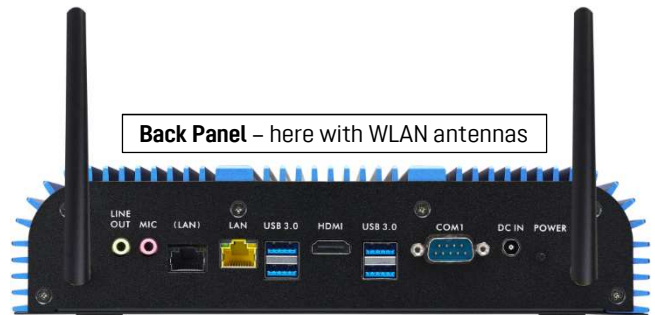 Back Panel – here with WLAN antennas
LINE
OUT MIC (LAN) LAN USB 3.0 HDMI USB 3.0 COM1 DC IN POWER